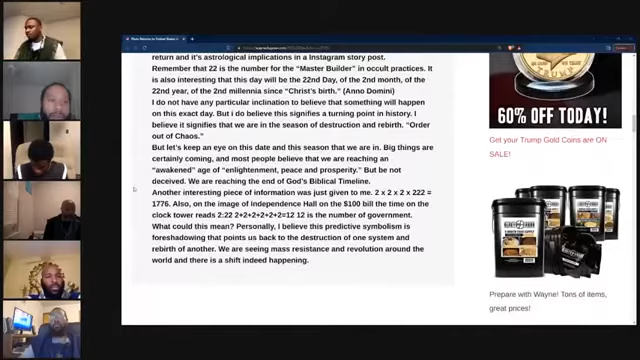 return and it's astrological implications in a Instagram story post.
Remember that 22 is the number for the "Master Builder" in occult practices. It
is also interesting that this day will be the 22nd Day, of the 2nd month, of the
22nd year, of the 2nd millennia since "Christ's birth." (Anno Domini)
I do not have any particular inclination to believe that something will happen
on this exact day. But i do believe this signifies a turning point in history. I
believe it signifies that we are in the season of destruction and rebirth. "Order
out of Chaos."
But let's keep an eye on this date and this season that we are in. Big things are
certainly coming, and most people believe that we are reaching an
"awakened" age of "enlightenment, peace and prosperity." But be not
deceived. We are reaching the end of God's Biblical Timeline.
Another interesting piece of information was just given to me. 2 x 2 x 2 x 222 =
1776. Also, on the image of Independence Hall on the $100 bill the time on the
clock tower reads 2:22 2+2+2+2+2+2=12 12 is the number of government.
What could this mean? Personally, I believe this predictive symbolism is
foreshadowing that points us back to the destruction of one system and
rebirth of another. We are seeing mass resistance and revolution around the
world and there is a shift indeed happening.
TRUMP
60% OFF TODAY!
Get your Trump Gold Coins are ON
SALE!
Prepare with Wayne! Tons of items,
great prices!